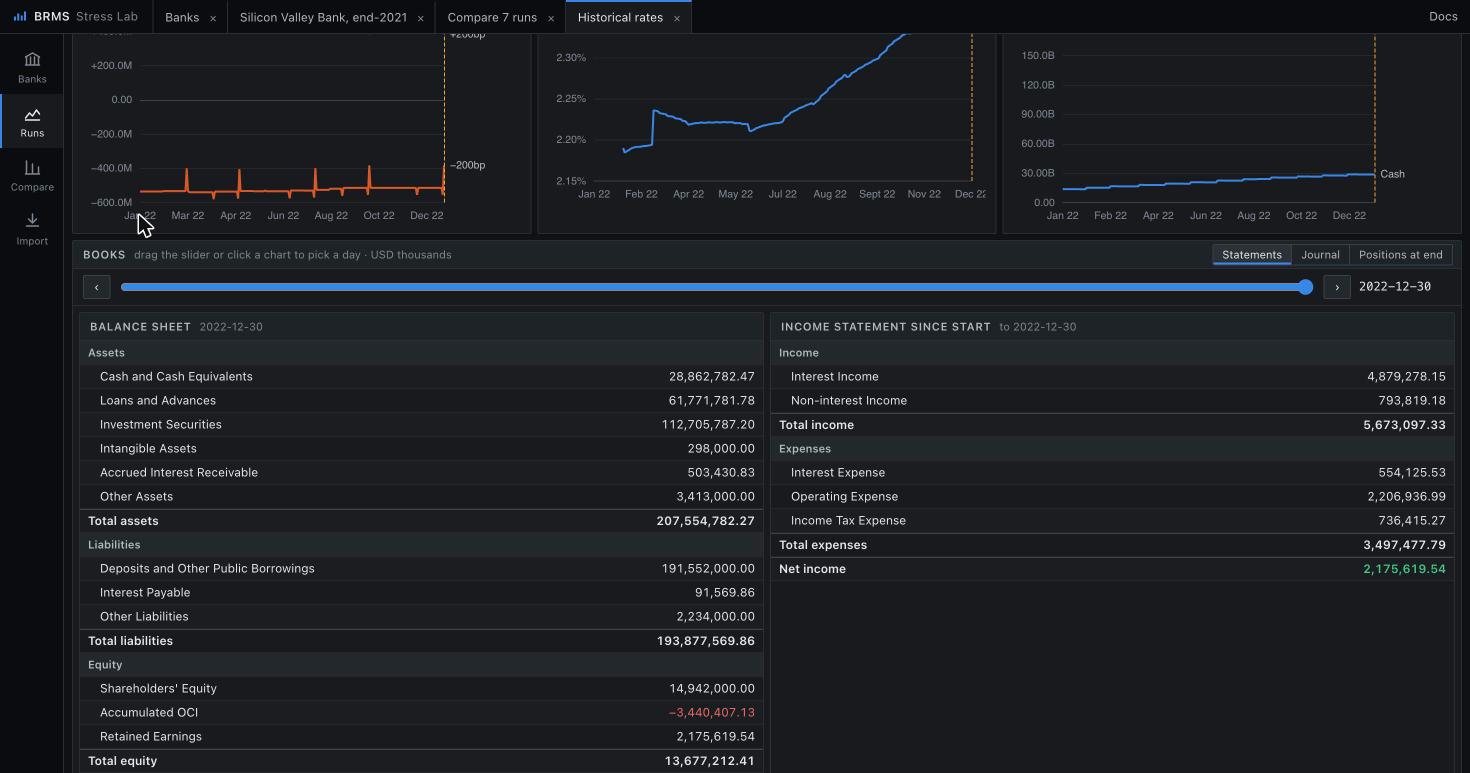 BRMS Stress Lab
Banks ×
Silicon Valley Bank, end-2021 ×
Compare 7 runs ×
Historical rates ×
Docs
Banks
Runs
Compare
Import
+200bp
+200.0M
0.00
−200.0M
−400.0M
−600.0M
−200bp
Mar 22 Apr 22 Jun 22 Aug 22 Oct 22 Dec 22
2.30%
2.25%
2.20%
2.15%
Jan 22 Feb 22 Apr 22 May 22 Jul 22 Aug 22 Sept 22 Nov 22 Dec 22
150.0B
120.0B
90.00B
60.00B
30.00B
0.00
Cash
Jan 22 Feb 22 Apr 22 Jun 22 Aug 22 Oct 22 Dec 22
BOOKS drag the slider or click a chart to pick a day · USD thousands
Statements Journal Positions at end
‹ › 2022-12-30
BALANCE SHEET 2022-12-30
Assets
Cash and Cash Equivalents 28,862,782.47
Loans and Advances 61,771,781.78
Investment Securities 112,705,787.20
Intangible Assets 298,000.00
Accrued Interest Receivable 503,430.83
Other Assets 3,413,000.00
Total assets 207,554,782.27
Liabilities
Deposits and Other Public Borrowings 191,552,000.00
Interest Payable 91,569.86
Other Liabilities 2,234,000.00
Total liabilities 193,877,569.86
Equity
Shareholders' Equity 14,942,000.00
Accumulated OCI −3,440,407.13
Retained Earnings 2,175,619.54
Total equity 13,677,212.41
INCOME STATEMENT SINCE START to 2022-12-30
Income
Interest Income 4,879,278.15
Non-interest Income 793,819.18
Total income 5,673,097.33
Expenses
Interest Expense 554,125.53
Operating Expense 2,206,936.99
Income Tax Expense 736,415.27
Total expenses 3,497,477.79
Net income 2,175,619.54